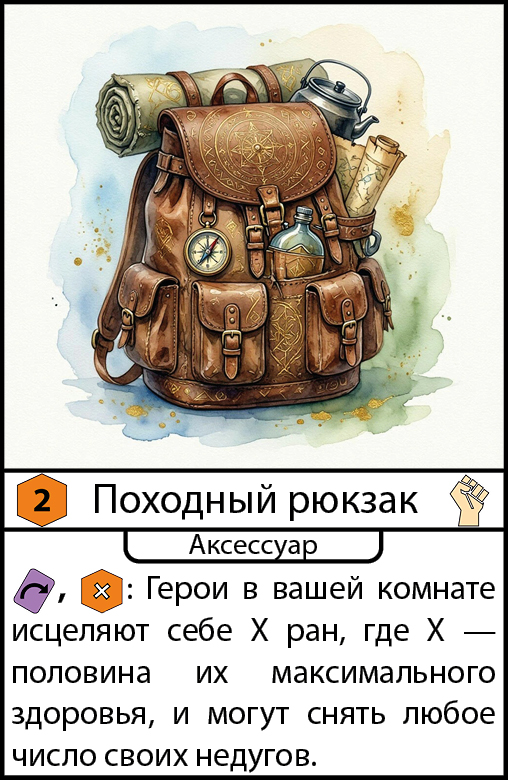 2 Походный рюкзак
Аксессуар
, ×: Герои в вашей комнате
исцеляют себе X ран, где X —
половина их максимального
здоровья, и могут снять любое
число своих недугов.